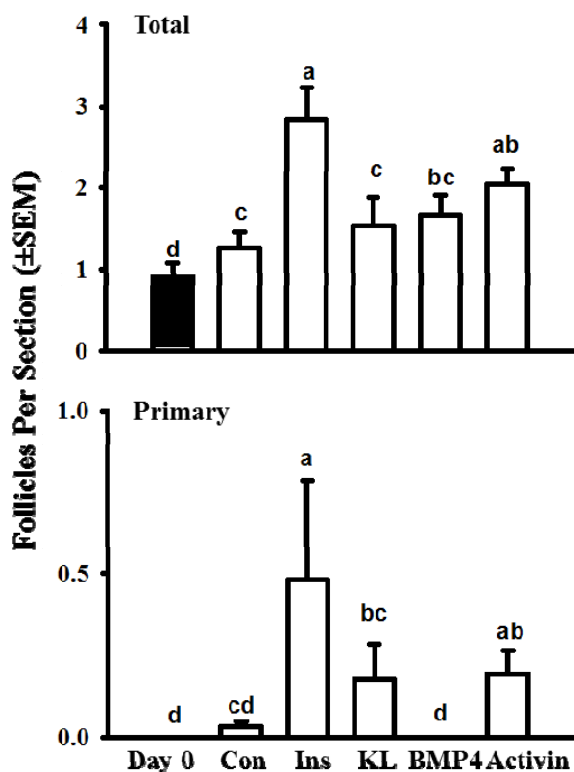 Follicles Per Section (±SEM)
Total
4
3
2
1
0
d
c
a
c
bc
ab
Primary
1.0
0.5
0.0
d
cd
a
bc
d
ab
Day 0 Con Ins KL BMP4 Activin